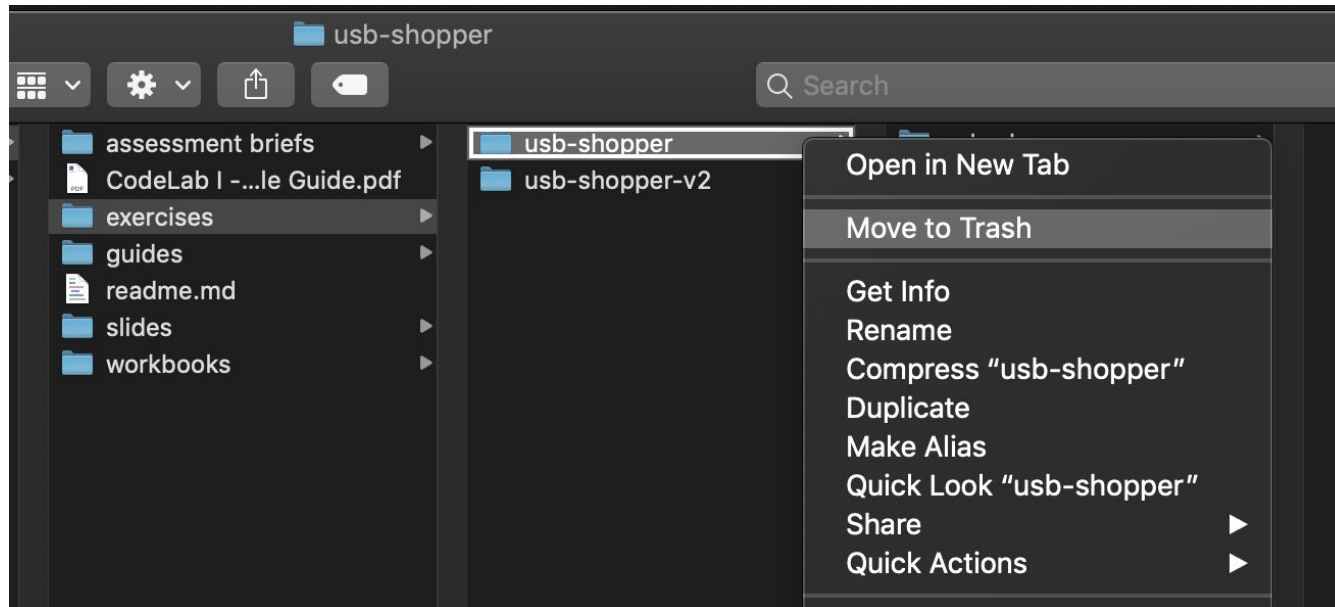 usb-shopper
Search
assessment briefs
CodeLab I -...le Guide.pdf
exercises
guides
readme.md
slides
workbooks
usb-shopper
usb-shopper-v2
Open in New Tab
Move to Trash
Get Info
Rename
Compress “usb-shopper”
Duplicate
Make Alias
Quick Look “usb-shopper”
Share
Quick Actions